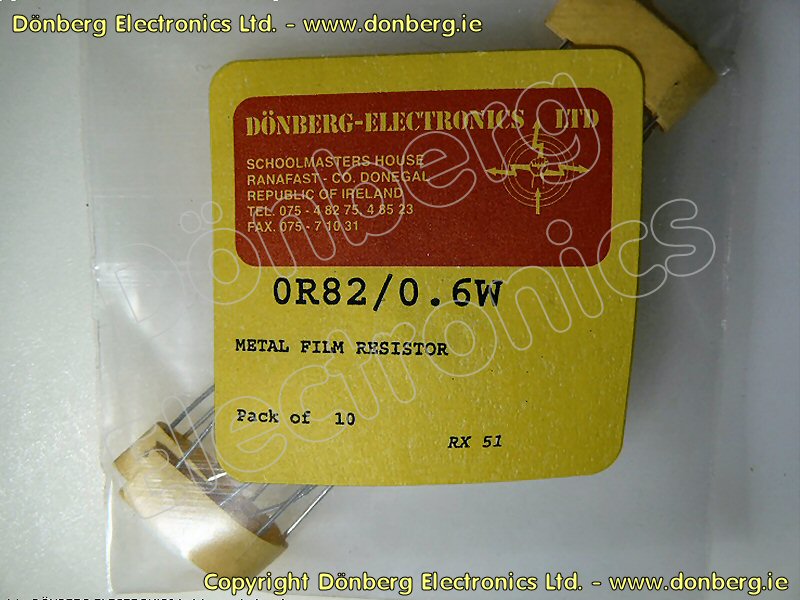 Dönberg Electronics Ltd. - www.donberg.ie
DÖNBERG-ELECTRONICS LTD
SCHOOLMASTERS HOUSE
RANAFAST - CO. DONEGAL
REPUBLIC OF IRELAND
TEL. 075 - 4 82 75, 4 85 23
FAX. 075 - 7 10 31
Dönberg
Electronics
0R82/0.6W
METAL FILM RESISTOR
Pack of 10
RX 51
© Copyright Dönberg Electronics Ltd. - www.donberg.ie